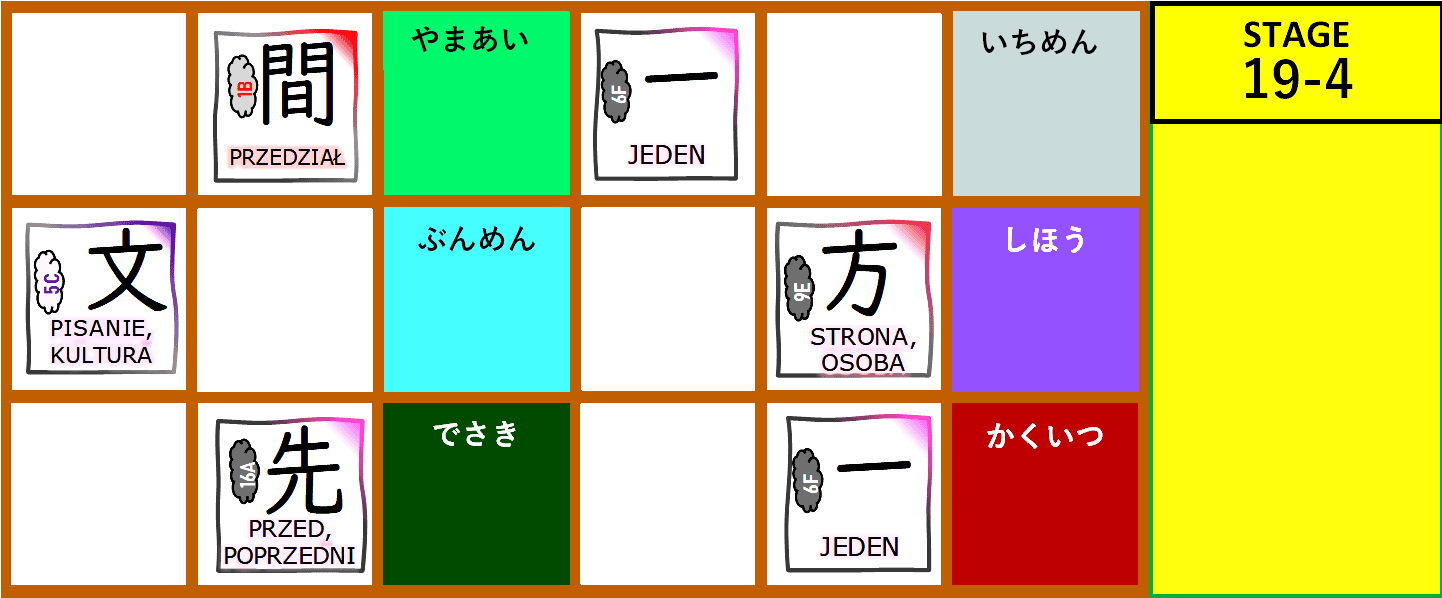 1B
間
PRZEDZIAŁ
やまあい
6F
一
JEDEN
いちめん
STAGE
19-4
5C
文
PISANIE,
KULTURA
ぶんめん
9E
方
STRONA,
OSOBA
しほう
16A
先
PRZED,
POPRZEDNI
でさき
6F
一
JEDEN
かくいつ